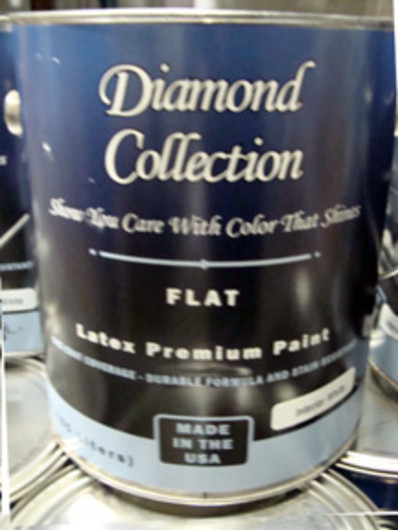 Diamond
Collection
Show You Care With Color That Shines
FLAT
Latex Premium Paint
COVERAGE - DURABLE FORMULA AND STAIN
MADE
IN THE
USA